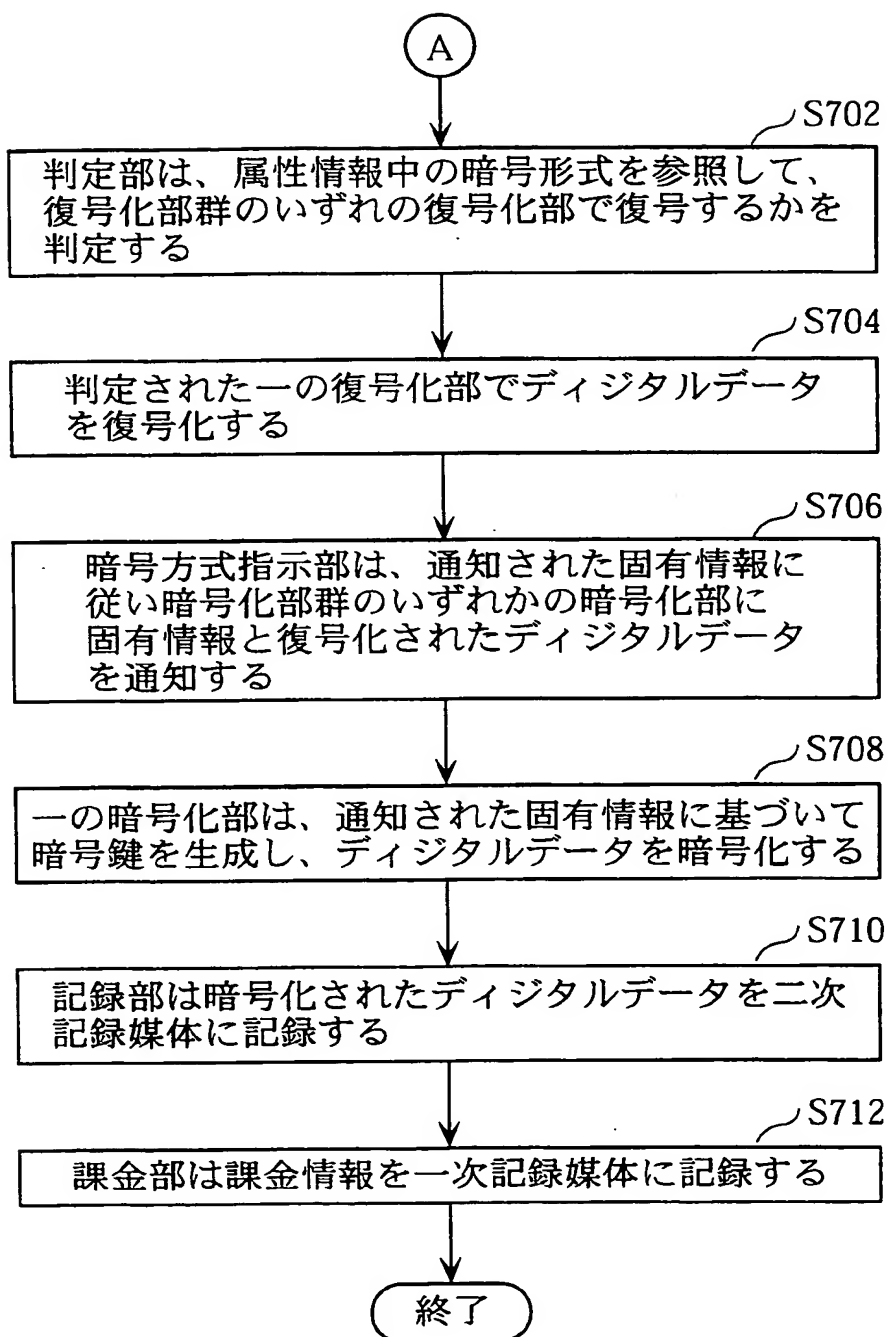 A
S702
判定部は、属性情報中の暗号形式を参照して、
復号化部群のいずれの復号化部で復号するかを
判定する
S704
判定された一の復号化部でディジタルデータ
を復号化する
S706
暗号方式指示部は、通知された固有情報に
従い暗号化部群のいずれかの暗号化部に
固有情報と復号化されたディジタルデータ
を通知する
S708
一の暗号化部は、通知された固有情報に基づいて
暗号鍵を生成し、ディジタルデータを暗号化する
S710
記録部は暗号化されたディジタルデータを二次
記録媒体に記録する
S712
課金部は課金情報を一次記録媒体に記録する
終了